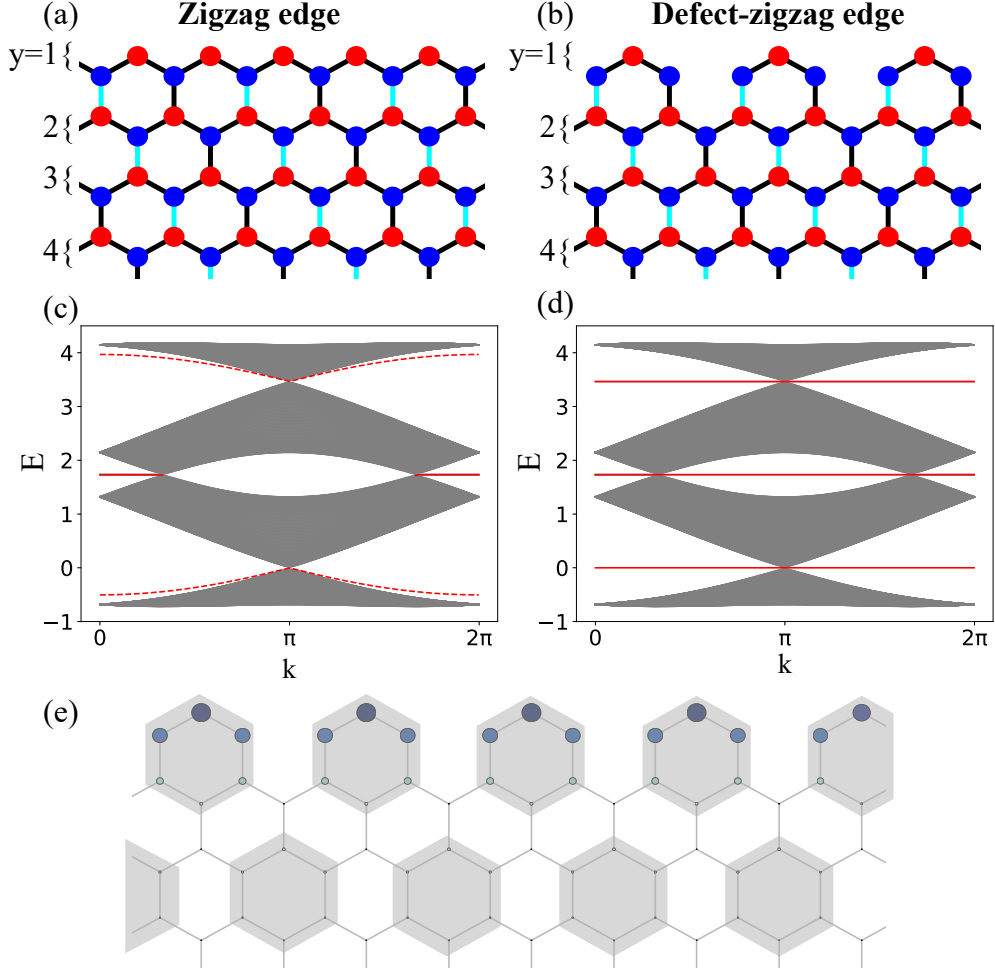 (a) Zigzag edge
(b) Defect-zigzag edge
y=1{
2{
3{
4{
y=1{
2{
3{
4{
(c)
4
3
2
1
0
−1
E
0 π 2π
k
(d)
4
3
2
1
0
−1
E
0 π 2π
k
(e)